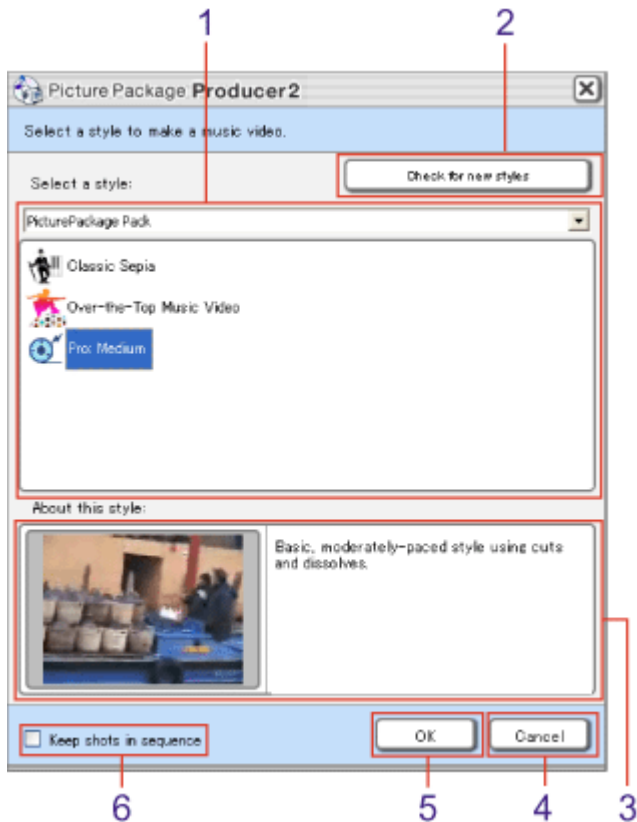 1
2
Picture Package Producer2
Select a style to make a music video.
Check for new styles
Select a style:
PicturePackage Pack
Classic Sepia
Over-the-Top Music Video
Pro: Medium
About this style:
Basic, moderately-paced style using cuts
and dissolves.
3
Keep shots in sequence
OK
Cancel
6
5
4